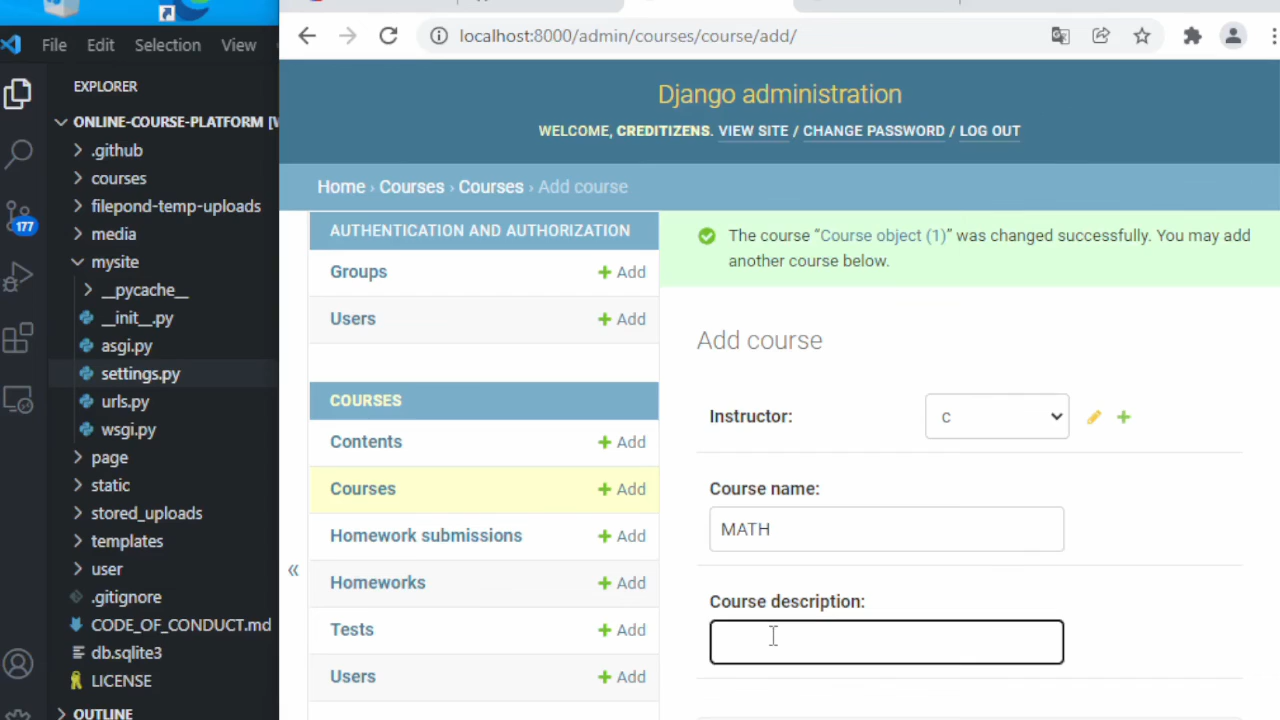 File Edit Selection View
EXPLORER
ONLINE-COURSE-PLATFORM
.github
courses
filepond-temp-uploads
media
mysite
__pycache__
__init__.py
asgi.py
settings.py
urls.py
wsgi.py
page
static
stored_uploads
templates
user
.gitignore
CODE_OF_CONDUCT.md
db.sqlite3
LICENSE
OUTLINE
177
localhost:8000/admin/courses/course/add/
Django administration
WELCOME, CREDITIZENS. VIEW SITE / CHANGE PASSWORD / LOG OUT
Home › Courses › Courses › Add course
AUTHENTICATION AND AUTHORIZATION
Groups + Add
Users + Add
COURSES
Contents + Add
Courses + Add
Homework submissions + Add
Homeworks + Add
Tests + Add
Users + Add
«
The course “Course object (1)” was changed successfully. You may add
another course below.
Add course
Instructor: c
Course name:
MATH
Course description: